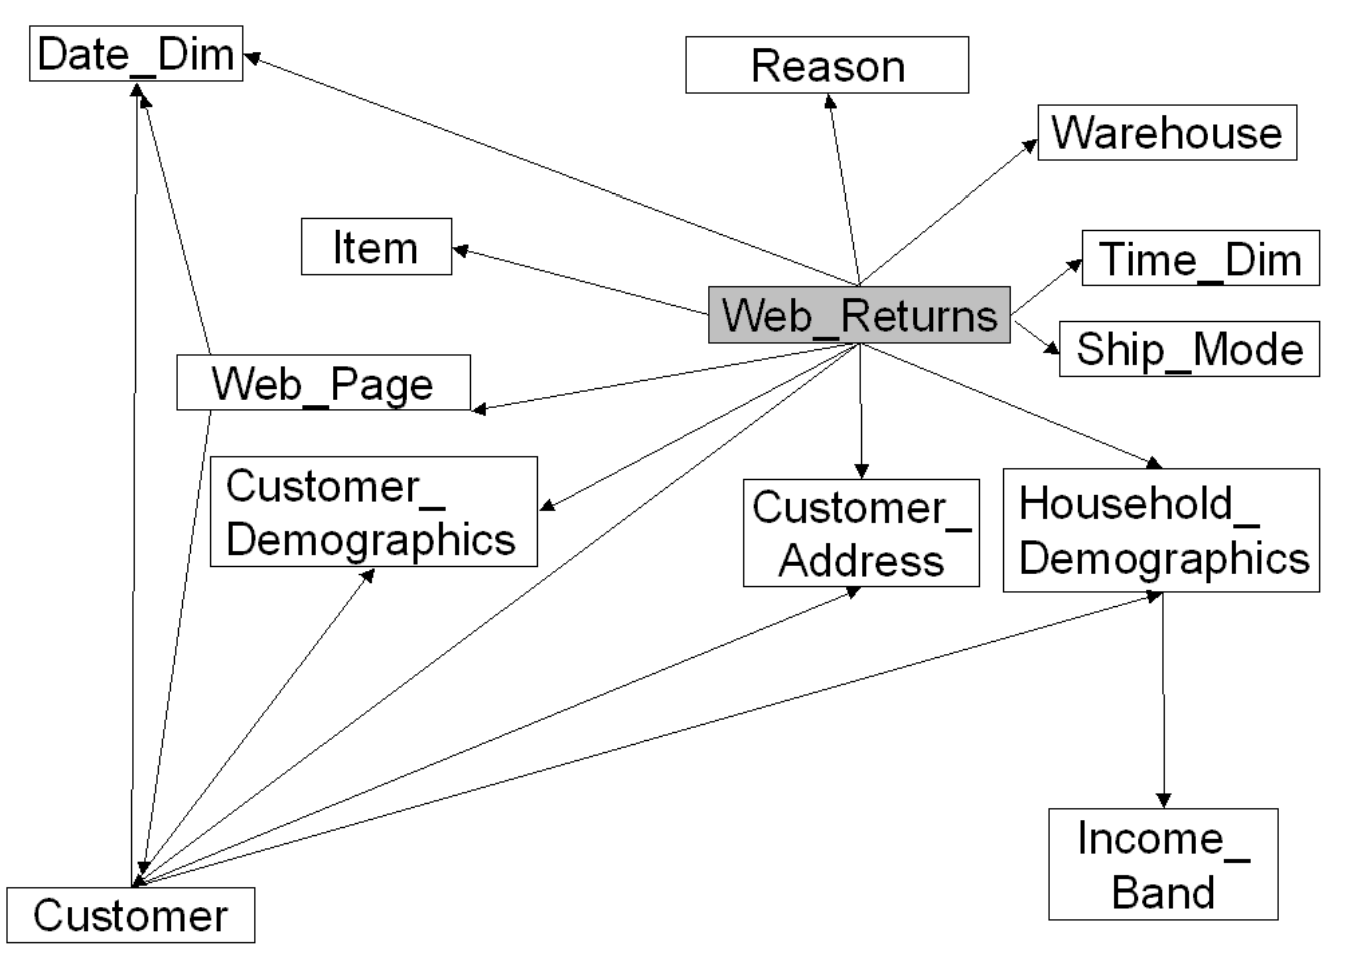 Date_Dim
Reason
Warehouse
Item
Time_Dim
Web_Returns
Ship_Mode
Web_Page
Customer_
Demographics
Customer_
Address
Household_
Demographics
Income_
Band
Customer